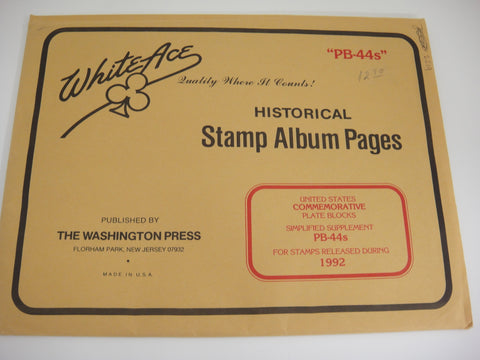 "PB-44s"
12.50
White Ace
Quality Where It Counts!
HISTORICAL
Stamp Album Pages
UNITED STATES
COMMEMORATIVE
PLATE BLOCKS
SIMPLIFIED SUPPLEMENT
PB-44s
FOR STAMPS RELEASED DURING
1992
PUBLISHED BY
THE WASHINGTON PRESS
FLORHAM PARK, NEW JERSEY 07932
MADE IN U.S.A.